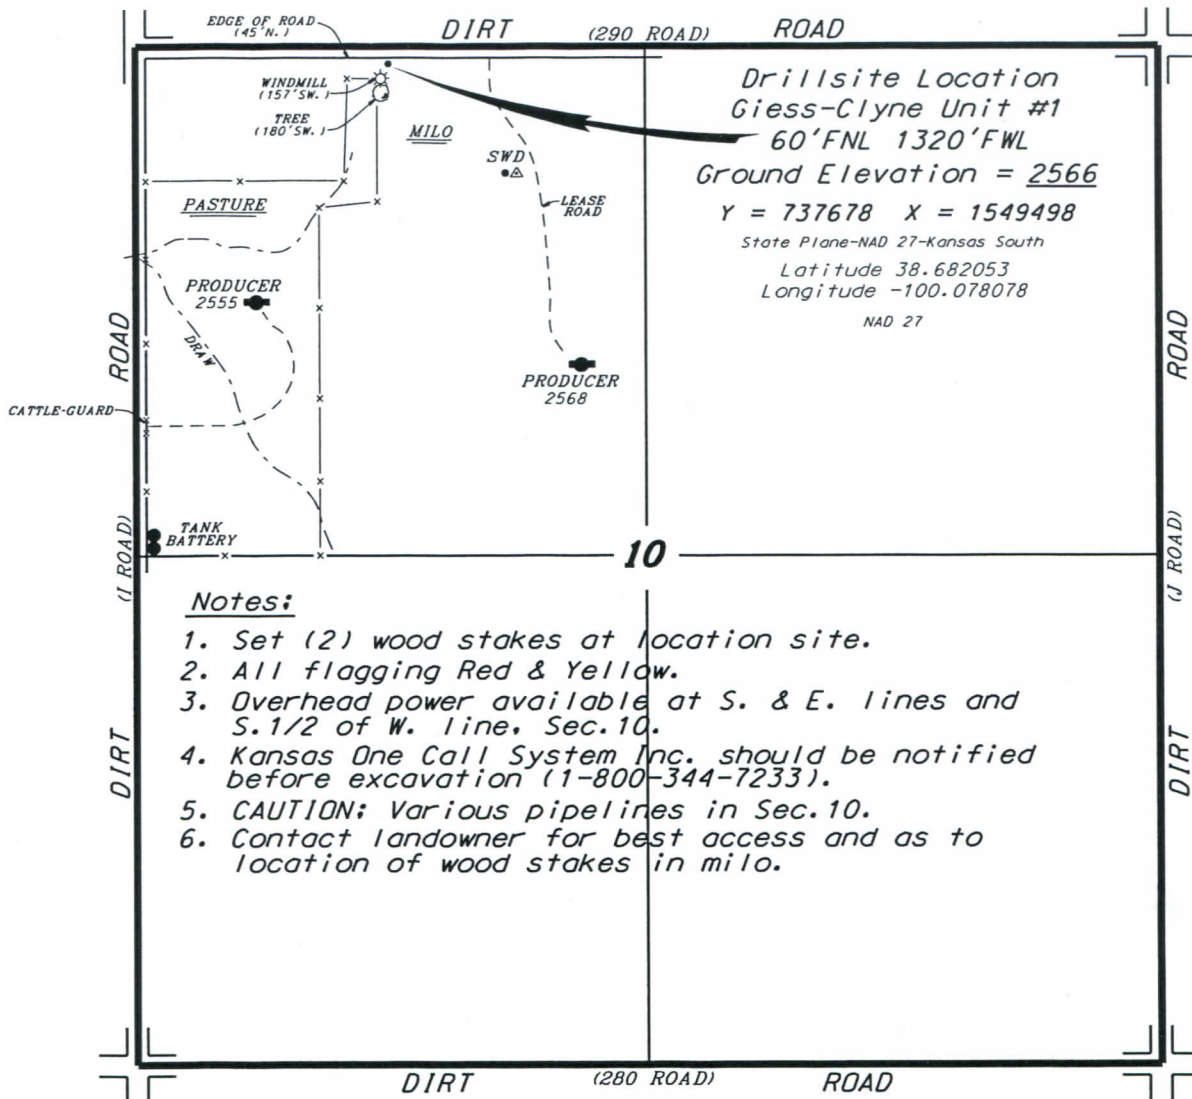 EDGE OF ROAD
(45'N.)
DIRT (290 ROAD) ROAD
WINDMILL
(157'SW.)
TREE
(180'SW.)
MILO
Drillsite Location
Giess-Clyne Unit #1
60'FNL 1320'FWL
Ground Elevation = 2566
Y = 737678 X = 1549498
State Plane-NAD 27-Kansas South
Latitude 38.682053
Longitude -100.078078
NAD 27
SWD
LEASE
ROAD
PASTURE
PRODUCER
2555
DRAW
PRODUCER
2568
CATTLE-GUARD
TANK
BATTERY
ROAD
(I ROAD)
DIRT
ROAD
(J ROAD)
DIRT
10
Notes:
1. Set (2) wood stakes at location site.
2. All flagging Red & Yellow.
3. Overhead power available at S. & E. lines and
S.1/2 of W. line, Sec.10.
4. Kansas One Call System Inc. should be notified
before excavation (1-800-344-7233).
5. CAUTION: Various pipelines in Sec.10.
6. Contact landowner for best access and as to
location of wood stakes in milo.
DIRT (280 ROAD) ROAD